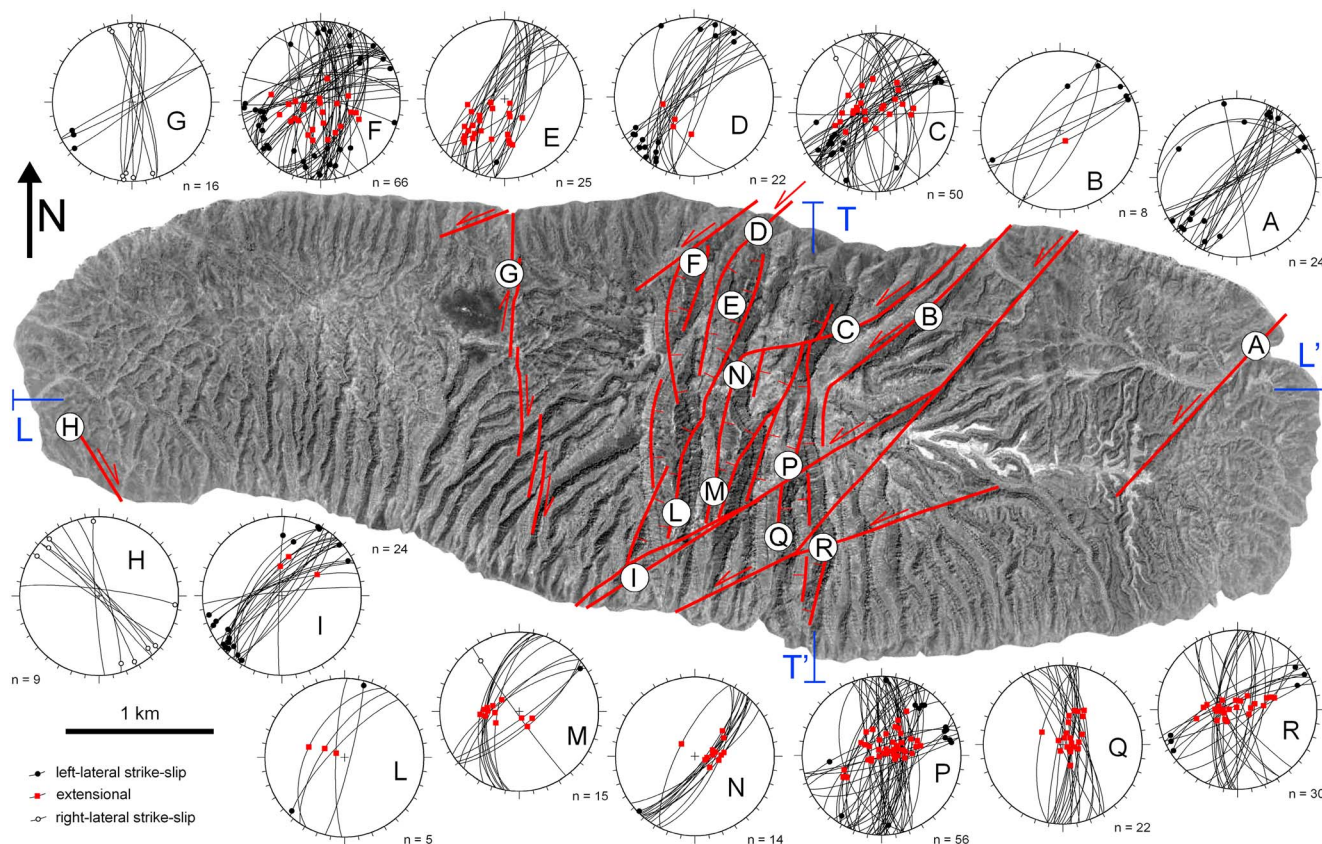 G
F
E
D
C
B
A
n = 16
n = 66
n = 25
n = 22
n = 50
n = 8
n = 24
N
T
D
F
G
E
C
B
A
L'
N
L
H
P
M
L
Q
R
I
T'
H
I
n = 24
n = 9
M
L
N
P
Q
R
1 km
left-lateral strike-slip
extensional
right-lateral strike-slip
n = 5
n = 15
n = 14
n = 56
n = 22
n = 30